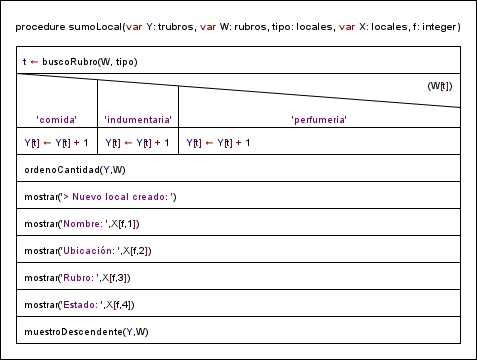 procedure sumoLocal(var Y: trubros, var W: rubros, tipo: locales, var X: locales, f: integer)
t ← buscoRubro(W, tipo)
(W[t])
'comida' 'indumentaria' 'perfumeria'
Y[t] ← Y[t] + 1 Y[t] ← Y[t] + 1 Y[t] ← Y[t] + 1
ordenoCantidad(Y,W)
mostrar('> Nuevo local creado: ')
mostrar('Nombre: ',X[f,1])
mostrar('Ubicación: ',X[f,2])
mostrar('Rubro: ',X[f,3])
mostrar('Estado: ',X[f,4])
muestroDescendente(Y,W)